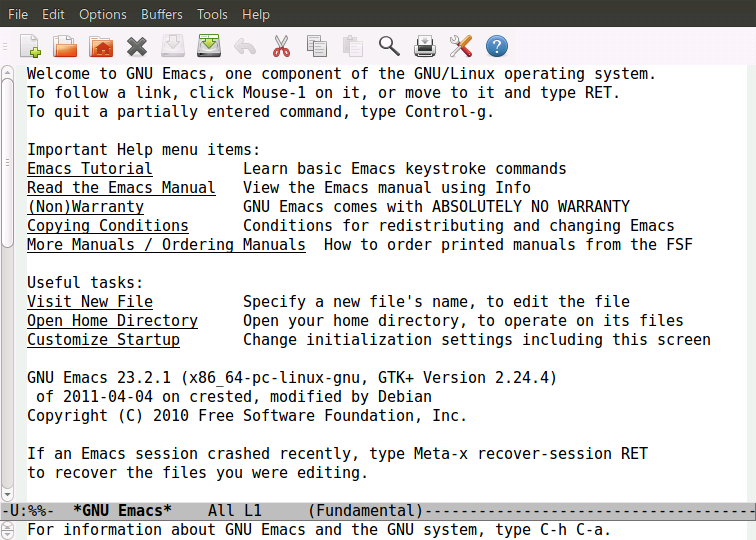 File Edit Options Buffers Tools Help
Welcome to GNU Emacs, one component of the GNU/Linux operating system.
To follow a link, click Mouse-1 on it, or move to it and type RET.
To quit a partially entered command, type Control-g.
Important Help menu items:
Emacs Tutorial Learn basic Emacs keystroke commands
Read the Emacs Manual View the Emacs manual using Info
(Non)Warranty GNU Emacs comes with ABSOLUTELY NO WARRANTY
Copying Conditions Conditions for redistributing and changing Emacs
More Manuals / Ordering Manuals How to order printed manuals from the FSF
Useful tasks:
Visit New File Specify a new file's name, to edit the file
Open Home Directory Open your home directory, to operate on its files
Customize Startup Change initialization settings including this screen
GNU Emacs 23.2.1 (x86_64-pc-linux-gnu, GTK+ Version 2.24.4)
of 2011-04-04 on crested, modified by Debian
Copyright (C) 2010 Free Software Foundation, Inc.
If an Emacs session crashed recently, type Meta-x recover-session RET
to recover the files you were editing.
-U:%%- *GNU Emacs* All L1 (Fundamental)-------------------------------------
For information about GNU Emacs and the GNU system, type C-h C-a.